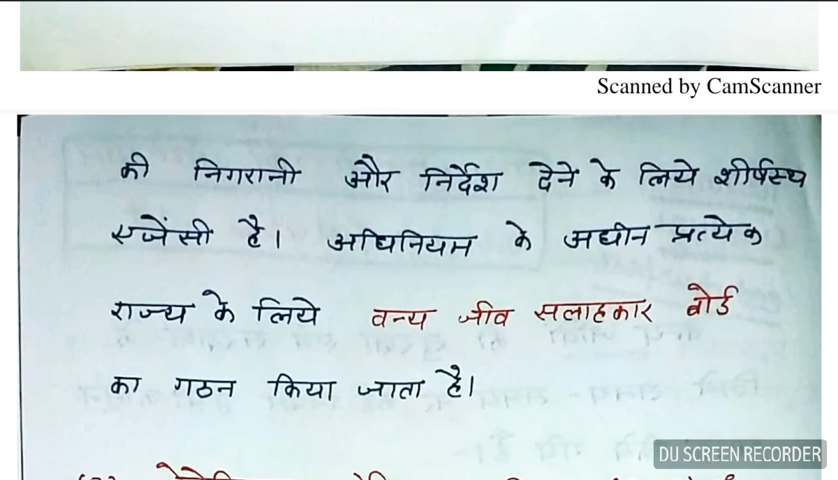 Scanned by CamScanner
की निगरानी और निर्देश देने के लिये शीर्षस्थ
एजेंसी है। अधिनियम के अधीन प्रत्येक
राज्य के लिये वन्य जीव सलाहकार बोर्ड
का गठन किया जाता है।
DU SCREEN RECORDER